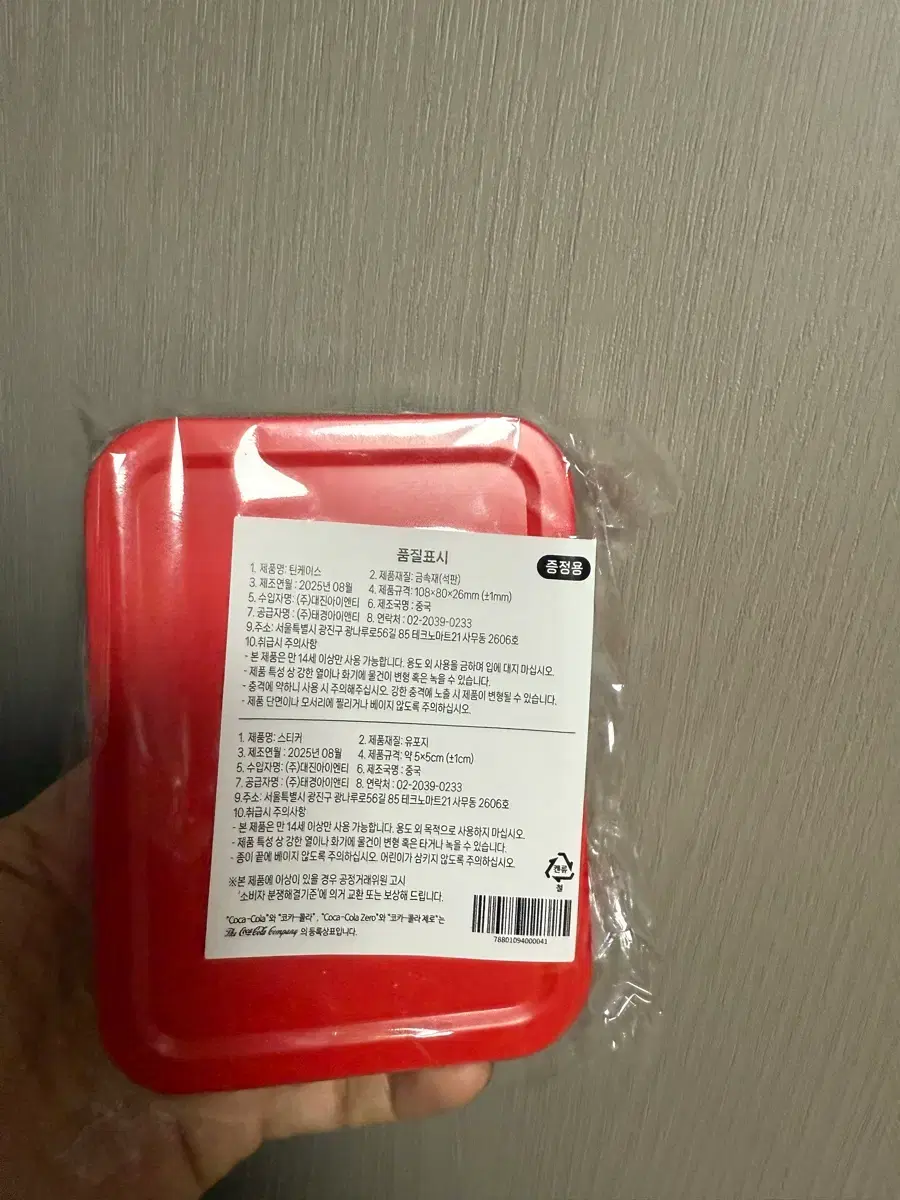 품질표시
증정용
1. 제품명: 틴케이스 2. 제품재질: 금속재(석판)
3. 제조연월 : 2025년 08월 4. 제품규격: 108×80×26mm (±1mm)
5. 수입자명: (주)대진아이엔티 6. 제조국명 : 중국
7. 공급자명 : (주)태경아이엔티 8. 연락처 : 02-2039-0233
9.주소: 서울특별시 광진구 광나루로56길 85 테크노마트21 사무동 2606호
10.취급시 주의사항
- 본 제품은 만 14세 이상만 사용 가능합니다. 용도 외 사용을 금하며 입에 대지 마십시오.
- 제품 특성 상 강한 열이나 화기에 물건이 변형 혹은 녹을 수 있습니다.
- 충격에 약하니 사용 시 주의해주십시오. 강한 충격에 노출 시 제품이 변형될 수 있습니다.
- 제품 단면이나 모서리에 찔리거나 베이지 않도록 주의하십시오.
1. 제품명: 스티커 2. 제품재질: 유포지
3. 제조연월 : 2025년 08월 4. 제품규격: 약 5×5cm (±1cm)
5. 수입자명 : (주)대진아이엔티 6. 제조국명 : 중국
7. 공급자명 : (주)태경아이엔티 8. 연락처 : 02-2039-0233
9.주소: 서울특별시 광진구 광나루로56길 85 테크노마트21 사무동 2606호
10.취급시 주의사항
- 본 제품은 만 14세 이상만 사용 가능합니다. 용도 외 목적으로 사용하지 마십시오.
- 제품 특성 상 강한 열이나 화기에 물건이 변형 혹은 타거나 녹을 수 있습니다.
- 종이 끝에 베이지 않도록 주의하십시오. 어린이가 삼키지 않도록 주의하십시오.
캔류
철
※본 제품에 이상이 있을 경우 공정거래위원 고시
'소비자 분쟁해결기준'에 의거 교환 또는 보상해 드립니다.
"Coca-Cola"와 "코카-콜라", "Coca-Cola Zero"와 "코카-콜라 제로"는
The Coca-Cola Company 의 등록상표입니다.
78801094000041